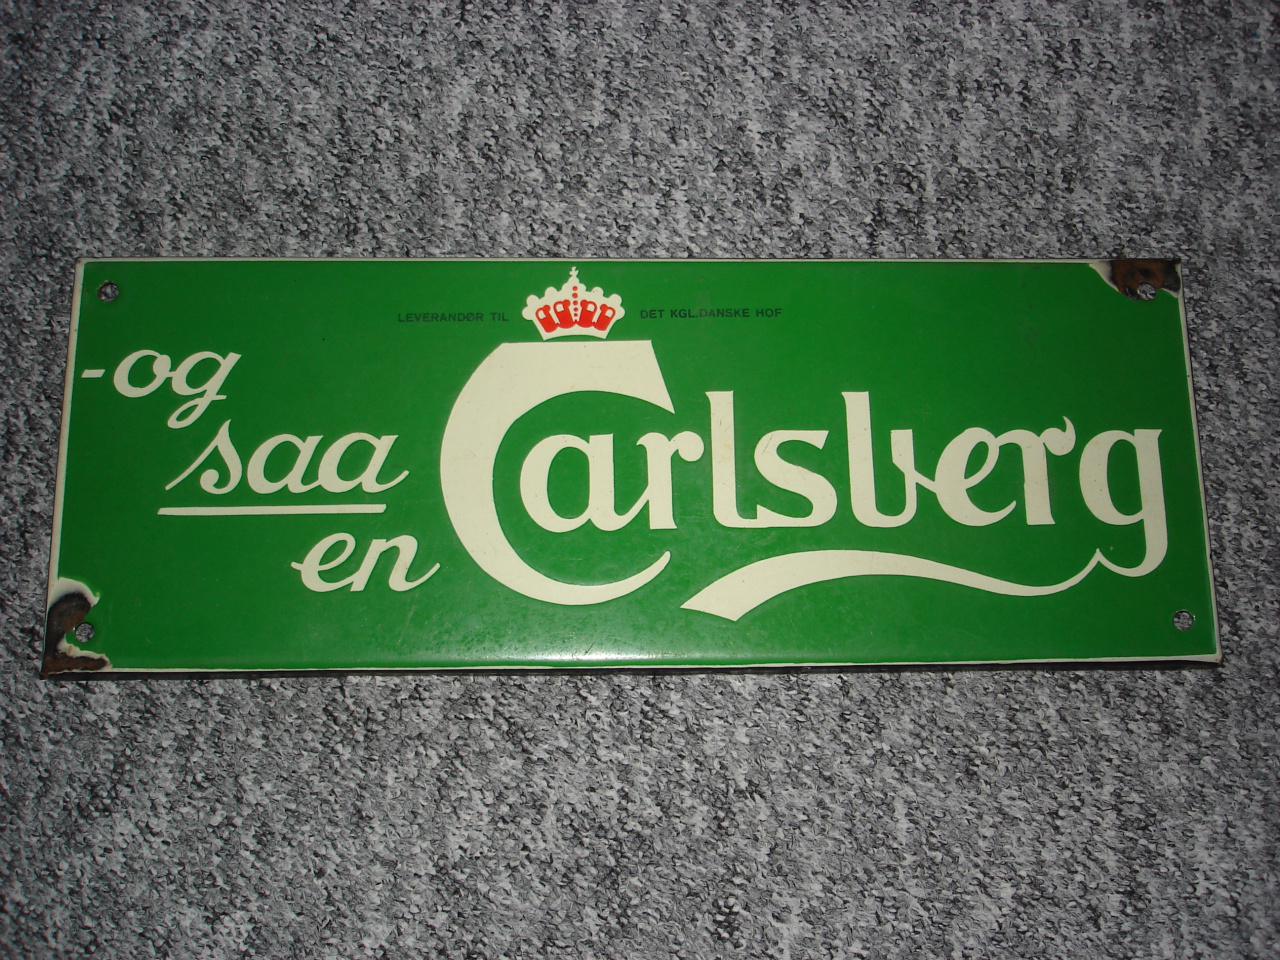 LEVERANDØR TIL DET KGL. DANSKE HOF
-og
saa
en
Carlsberg